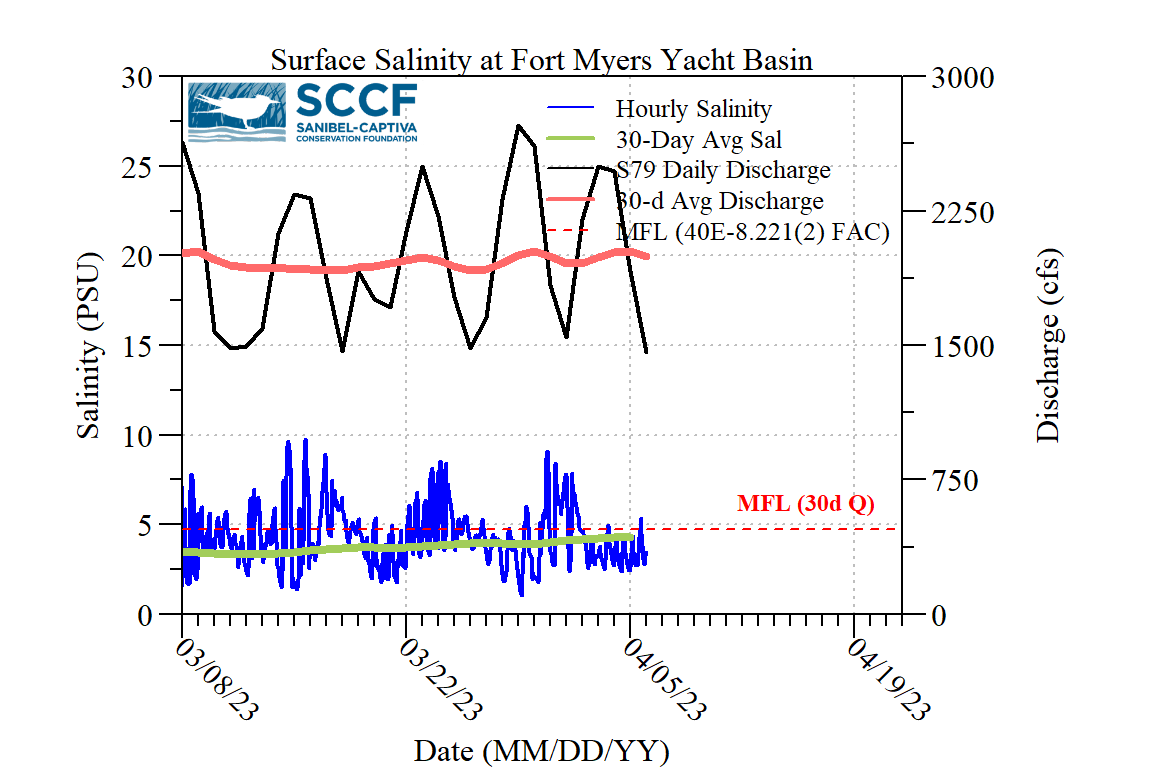 Surface Salinity at Fort Myers Yacht Basin
SCCF
SANIBEL-CAPTIVA
CONSERVATION FOUNDATION
Hourly Salinity
30-Day Avg Sal
S79 Daily Discharge
30-d Avg Discharge
MFL (40E-8.221(2) FAC)
30
25
20
15
10
5
0
Salinity (PSU)
3000
2250
1500
750
0
Discharge (cfs)
MFL (30d Q)
03/08/23
03/22/23
04/05/23
04/19/23
Date (MM/DD/YY)